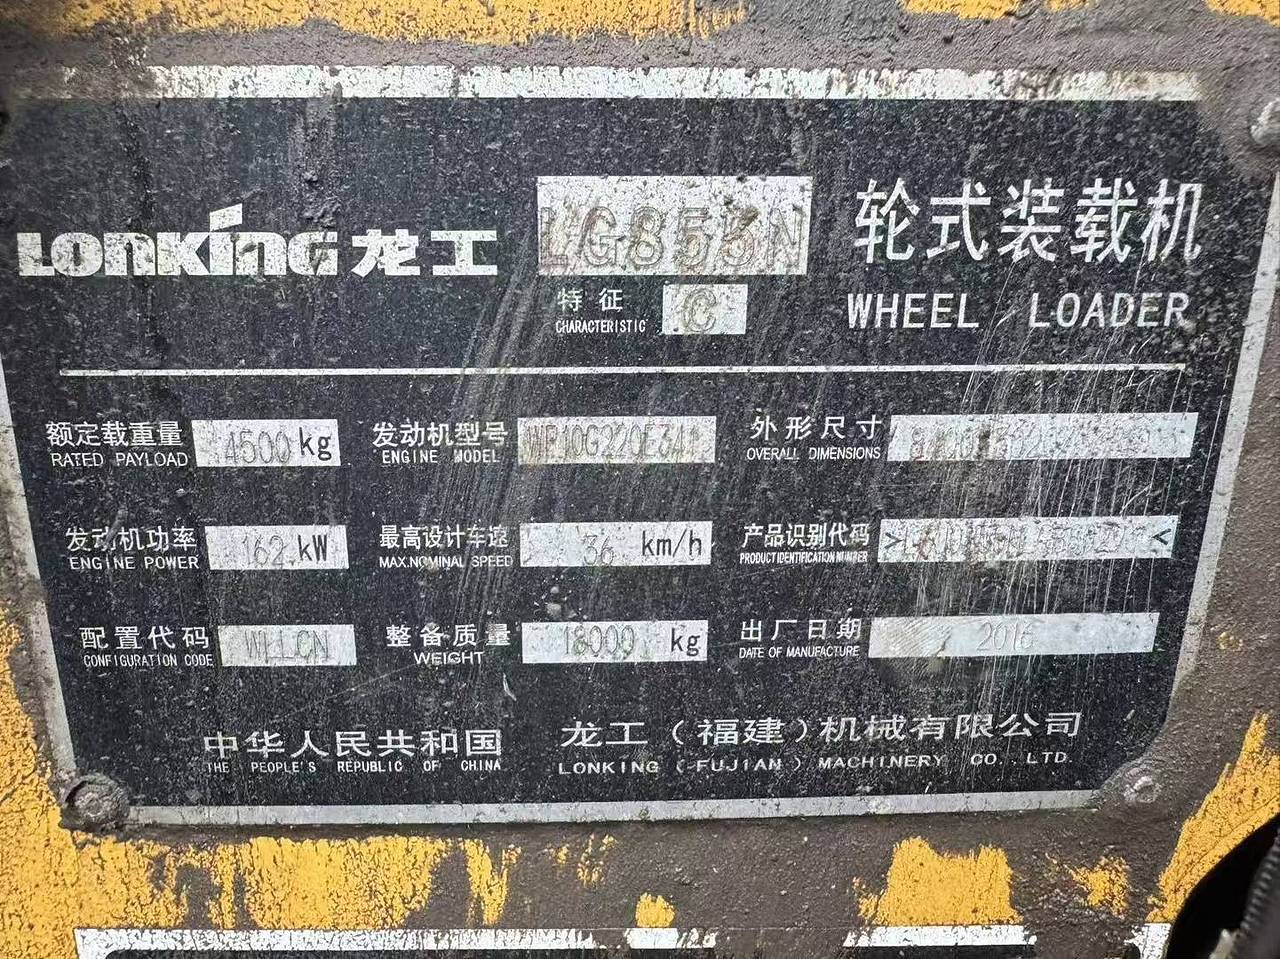 LONKING 龙工 LG853N 轮式装载机
特征 CHARACTERISTIC C WHEEL LOADER
额定载重量 RATED PAYLOAD 4500 kg
发动机型号 ENGINE MODEL
外形尺寸 OVERALL DIMENSIONS
发动机功率 ENGINE POWER 162 kW
最高设计车速 MAX.NOMINAL SPEED 36 km/h
产品识别代码 PRODUCT IDENTIFICATION NUMBER
配置代码 CONFIGURATION CODE
整备质量 WEIGHT 18000 kg
出厂日期 DATE OF MANUFACTURE
中华人民共和国 龙工（福建）机械有限公司
THE PEOPLE'S REPUBLIC OF CHINA LONKING (FUJIAN) MACHINERY CO.,LTD.